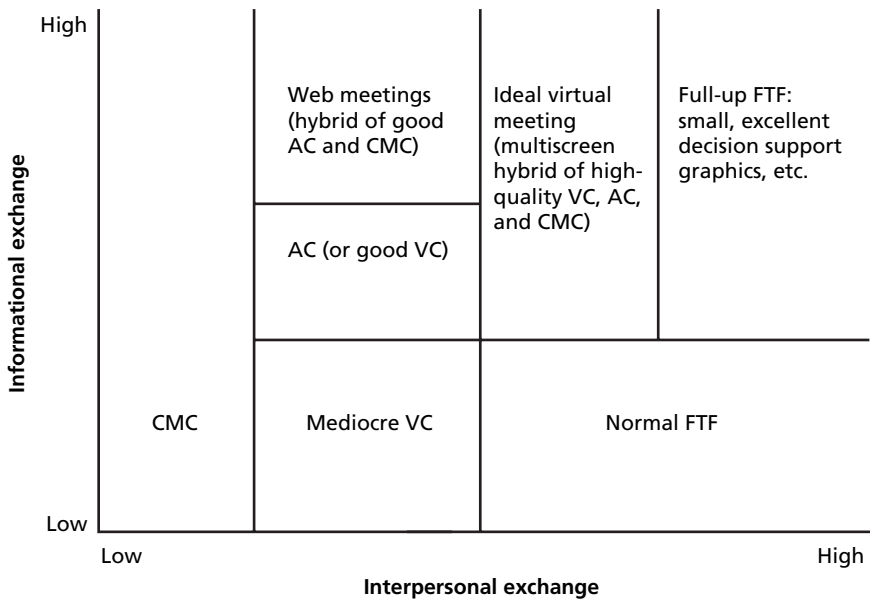 High
Web meetings
(hybrid of good
AC and CMC)
Ideal virtual
meeting
(multiscreen
hybrid of high-
quality VC, AC,
and CMC)
Full-up FTF:
small, excellent
decision support
graphics, etc.
AC (or good VC)
Informational exchange
CMC
Mediocre VC
Normal FTF
Low
Low
High
Interpersonal exchange